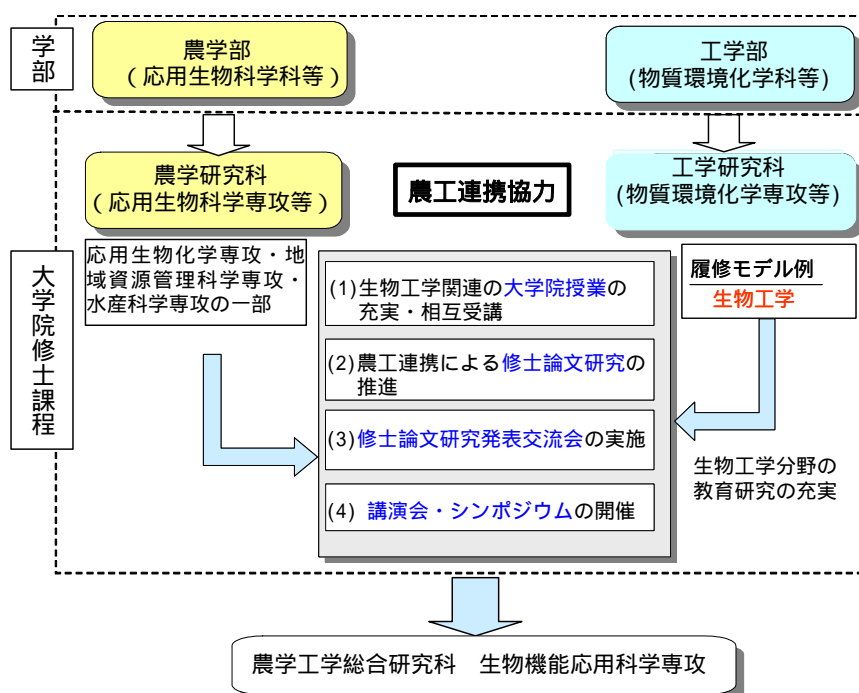 学部
農学部
(応用生物科学科等)
工学部
(物質環境化学科等)
大学院修士課程
農学研究科
(応用生物科学専攻等)
農工連携協力
工学研究科
(物質環境化学専攻等)
応用生物化学専攻・地
域資源管理科学専攻・
水産科学専攻の一部
(1)生物工学関連の大学院授業の
充実・相互受講
(2)農工連携による修士論文研究の
推進
(3)修士論文研究発表交流会の実施
(4) 講演会・シンポジウムの開催
履修モデル例
生物工学
生物工学分野の
教育研究の充実
農学工学総合研究科 生物機能応用科学専攻